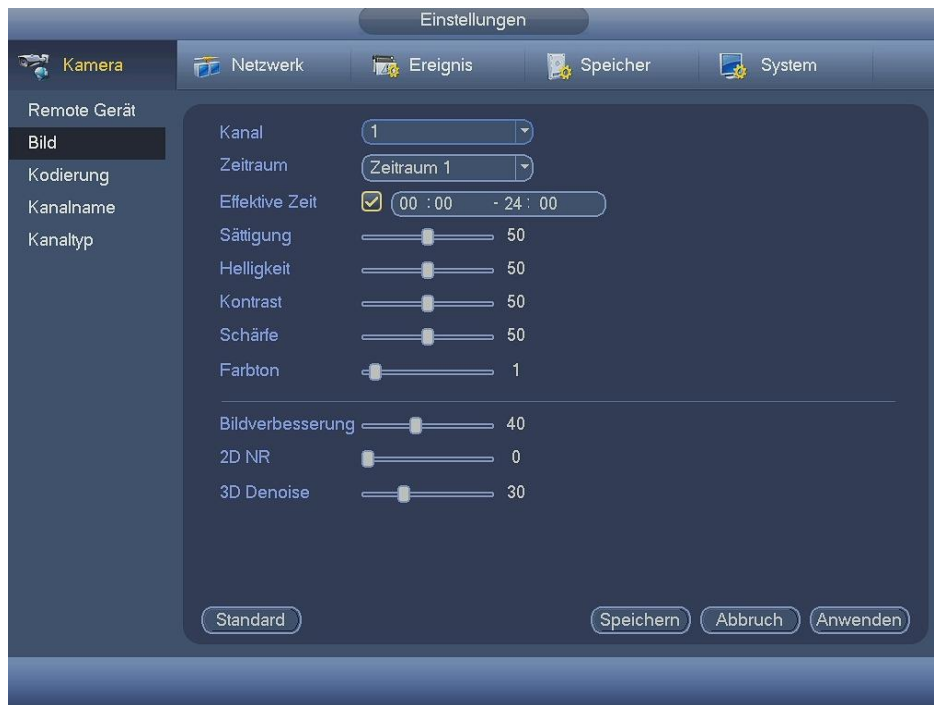 Einstellungen
Kamera Netzwerk Ereignis Speicher System
Remote Gerät
Bild
Kodierung
Kanalname
Kanaltyp
Kanal 1
Zeitraum Zeitraum 1
Effektive Zeit 00 :00 - 24 : 00
Sättigung 50
Helligkeit 50
Kontrast 50
Schärfe 50
Farbton 1
Bildverbesserung 40
2D NR 0
3D Denoise 30
Standard Speichern Abbruch Anwenden